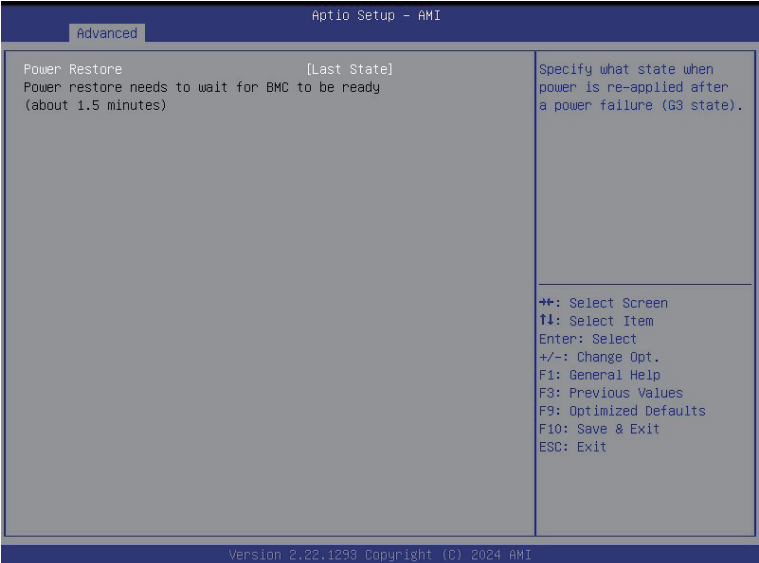 Aptio Setup – AMI
Advanced
Power Restore [Last State]
Power restore needs to wait for BMC to be ready
(about 1.5 minutes)
Specify what state when
power is re-applied after
a power failure (G3 state).
→←: Select Screen
↑↓: Select Item
Enter: Select
+/-: Change Opt.
F1: General Help
F3: Previous Values
F9: Optimized Defaults
F10: Save & Exit
ESC: Exit
Version 2.22.1293 Copyright (C) 2024 AMI